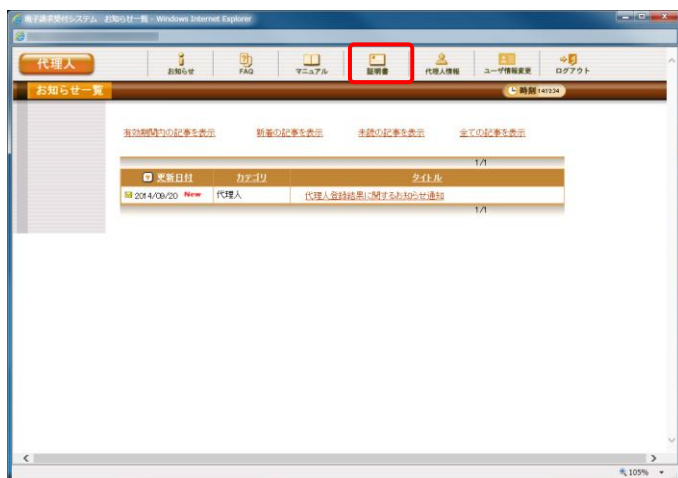 電子請求受付システム お知らせ一覧 - Windows Internet Explorer
代理人
お知らせ
FAQ
マニュアル
証明書
代理人情報
ユーザ情報変更
ログアウト
お知らせ一覧
時刻 14:12:34
有効期間内の記事を表示 新着の記事を表示 未読の記事を表示 全ての記事を表示
1/1
更新日付 カテゴリ タイトル
2014/09/20 New 代理人 代理人登録結果に関するお知らせ通知
1/1
105%